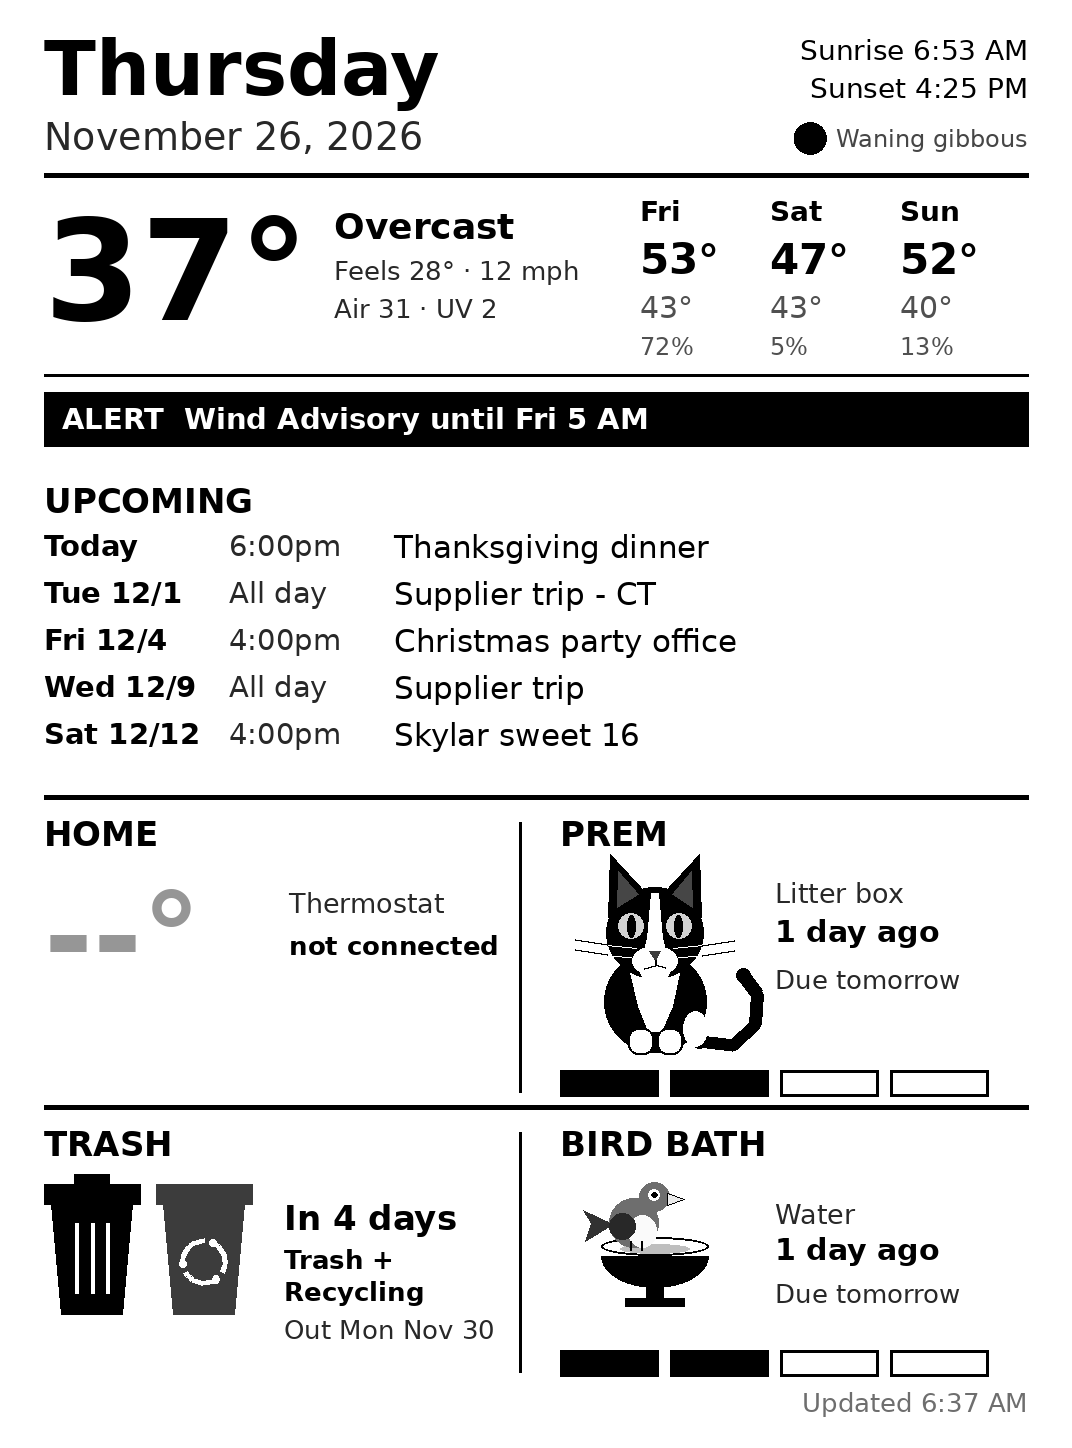 Thursday
November 26, 2026
Sunrise 6:53 AM
Sunset 4:25 PM
Waning gibbous
37°
Overcast
Feels 28° · 12 mph
Air 31 · UV 2
Fri Sat Sun
53° 47° 52°
43° 43° 40°
72% 5% 13%
ALERT Wind Advisory until Fri 5 AM
UPCOMING
Today 6:00pm Thanksgiving dinner
Tue 12/1 All day Supplier trip - CT
Fri 12/4 4:00pm Christmas party office
Wed 12/9 All day Supplier trip
Sat 12/12 4:00pm Skylar sweet 16
HOME
--°
Thermostat
not connected
PREM
Litter box
1 day ago
Due tomorrow
TRASH
In 4 days
Trash +
Recycling
Out Mon Nov 30
BIRD BATH
Water
1 day ago
Due tomorrow
Updated 6:37 AM